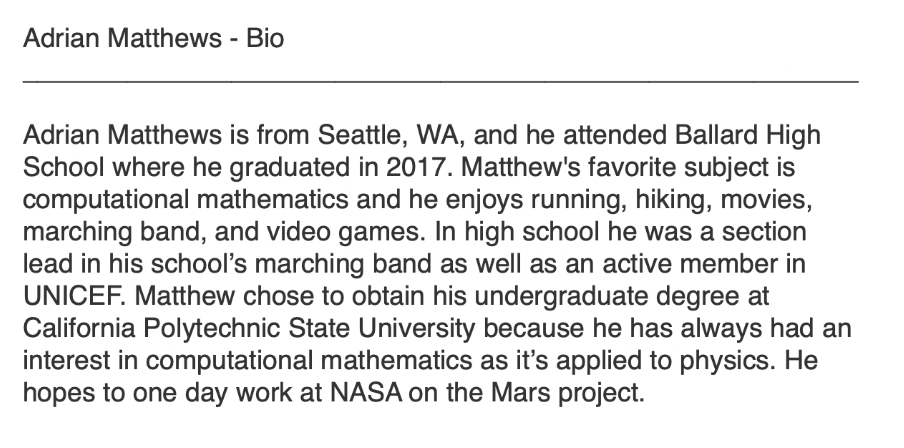 Adrian Matthews - Bio
Adrian Matthews is from Seattle, WA, and he attended Ballard High
School where he graduated in 2017. Matthew's favorite subject is
computational mathematics and he enjoys running, hiking, movies,
marching band, and video games. In high school he was a section
lead in his school’s marching band as well as an active member in
UNICEF. Matthew chose to obtain his undergraduate degree at
California Polytechnic State University because he has always had an
interest in computational mathematics as it’s applied to physics. He
hopes to one day work at NASA on the Mars project.